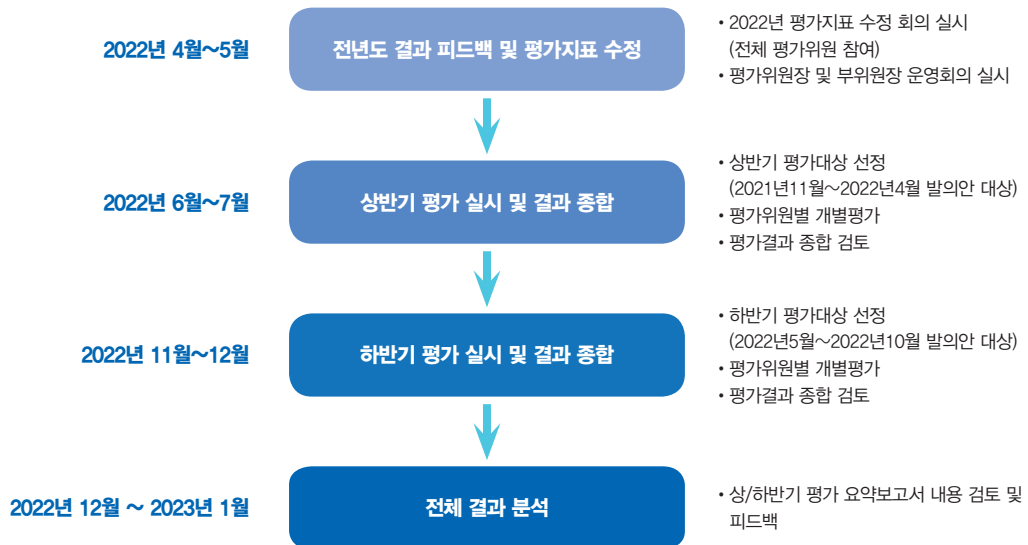 2022년 4월~5월
전년도 결과 피드백 및 평가지표 수정
• 2022년 평가지표 수정 회의 실시
(전체 평가위원 참여)
• 평가위원장 및 부위원장 운영회의 실시
2022년 6월~7월
상반기 평가 실시 및 결과 종합
• 상반기 평가대상 선정
(2021년11월~2022년4월 발의안 대상)
• 평가위원별 개별평가
• 평가결과 종합 검토
2022년 11월~12월
하반기 평가 실시 및 결과 종합
• 하반기 평가대상 선정
(2022년5월~2022년10월 발의안 대상)
• 평가위원별 개별평가
• 평가결과 종합 검토
2022년 12월 ~ 2023년 1월
전체 결과 분석
• 상/하반기 평가 요약보고서 내용 검토 및
피드백